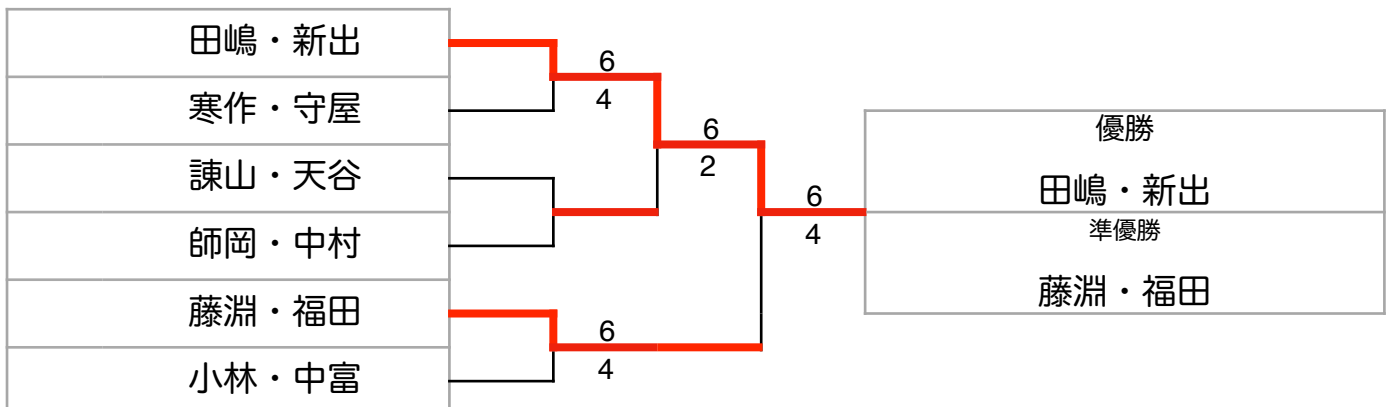 田嶋・新出
寒作・守屋
諌山・天谷
師岡・中村
藤淵・福田
小林・中富
6
4
6
4
6
2
6
4
優勝
田嶋・新出
準優勝
藤淵・福田